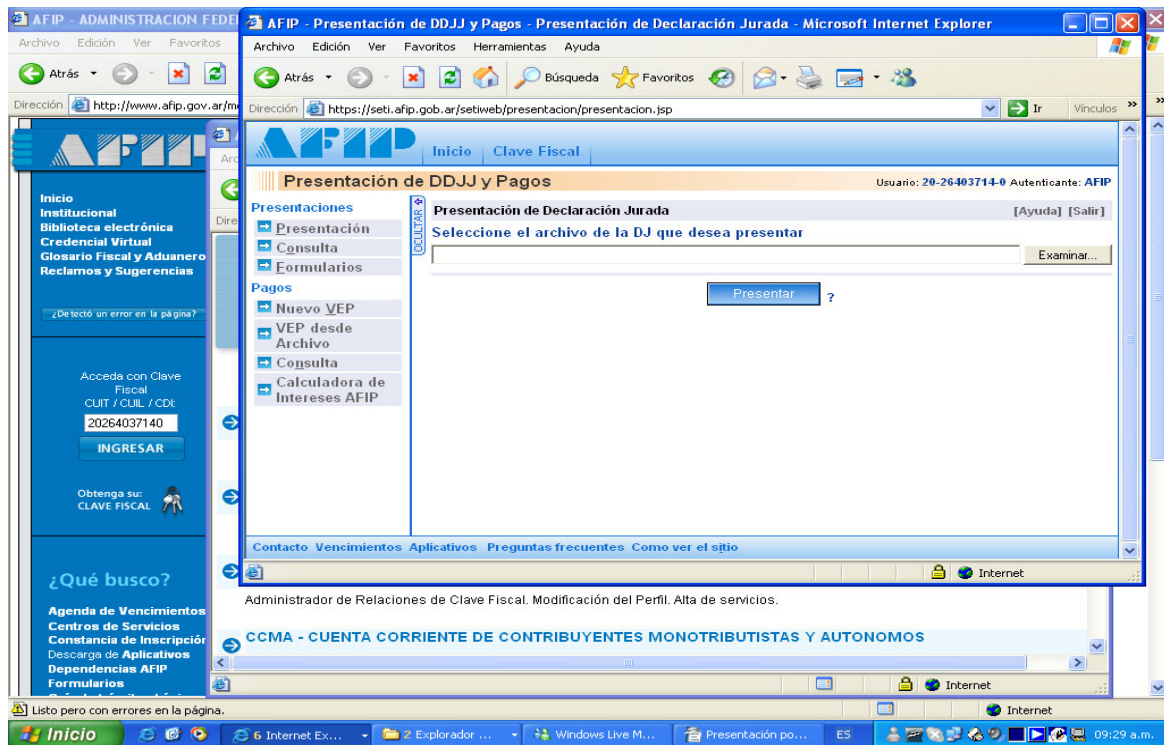 AFIP - ADMINISTRACION FEDE
Archivo Edición Ver Favoritos
Atrás
Dirección http://www.afip.gov.ar/m
AFIP
Inicio
Institucional
Biblioteca electrónica
Credencial Virtual
Glosario Fiscal y Aduanero
Reclamos y Sugerencias
¿Detectó un error en la página?
Acceda con Clave
Fiscal
CUIT / CUIL / CDI:
20264037140
INGRESAR
Obtenga su:
CLAVE FISCAL
¿Qué busco?
Agenda de Vencimientos
Centros de Servicios
Constancia de Inscripción
Descarga de Aplicativos
Dependencias AFIP
Formularios
AFIP - Presentación de DDJJ y Pagos - Presentación de Declaración Jurada - Microsoft Internet Explorer
Archivo Edición Ver Favoritos Herramientas Ayuda
Atrás Búsqueda Favoritos
Dirección https://seti.afip.gob.ar/setiweb/presentacion/presentacion.jsp Ir Vínculos »
AFIP Inicio Clave Fiscal
Presentación de DDJJ y Pagos Usuario: 20-26403714-0 Autenticante: AFIP
Presentaciones
Presentación
Consulta
Formularios
Pagos
Nuevo VEP
VEP desde
Archivo
Consulta
Calculadora de
Intereses AFIP
OCULTAR
Presentación de Declaración Jurada [Ayuda] [Salir]
Seleccione el archivo de la DJ que desea presentar
Examinar...
Presentar ?
Contacto Vencimientos Aplicativos Preguntas frecuentes Como ver el sitio
Internet
Administrador de Relaciones de Clave Fiscal. Modificación del Perfil. Alta de servicios.
CCMA - CUENTA CORRIENTE DE CONTRIBUYENTES MONOTRIBUTISTAS Y AUTONOMOS
Internet
Listo pero con errores en la página. Internet
Inicio 6 Internet Ex... 2 Explorador ... Windows Live M... Presentación po... ES 09:29 a.m.